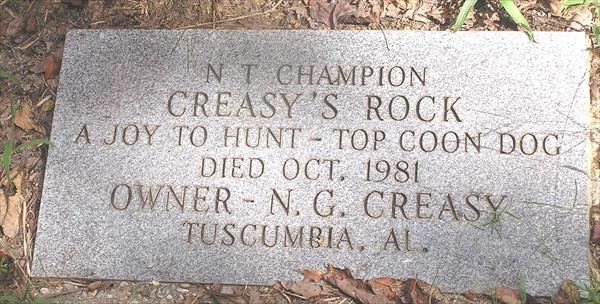 N T CHAMPION
CREASY'S ROCK
A JOY TO HUNT - TOP COON DOG
DIED OCT. 1981
OWNER - N. G. CREASY
TUSCUMBIA, AL.